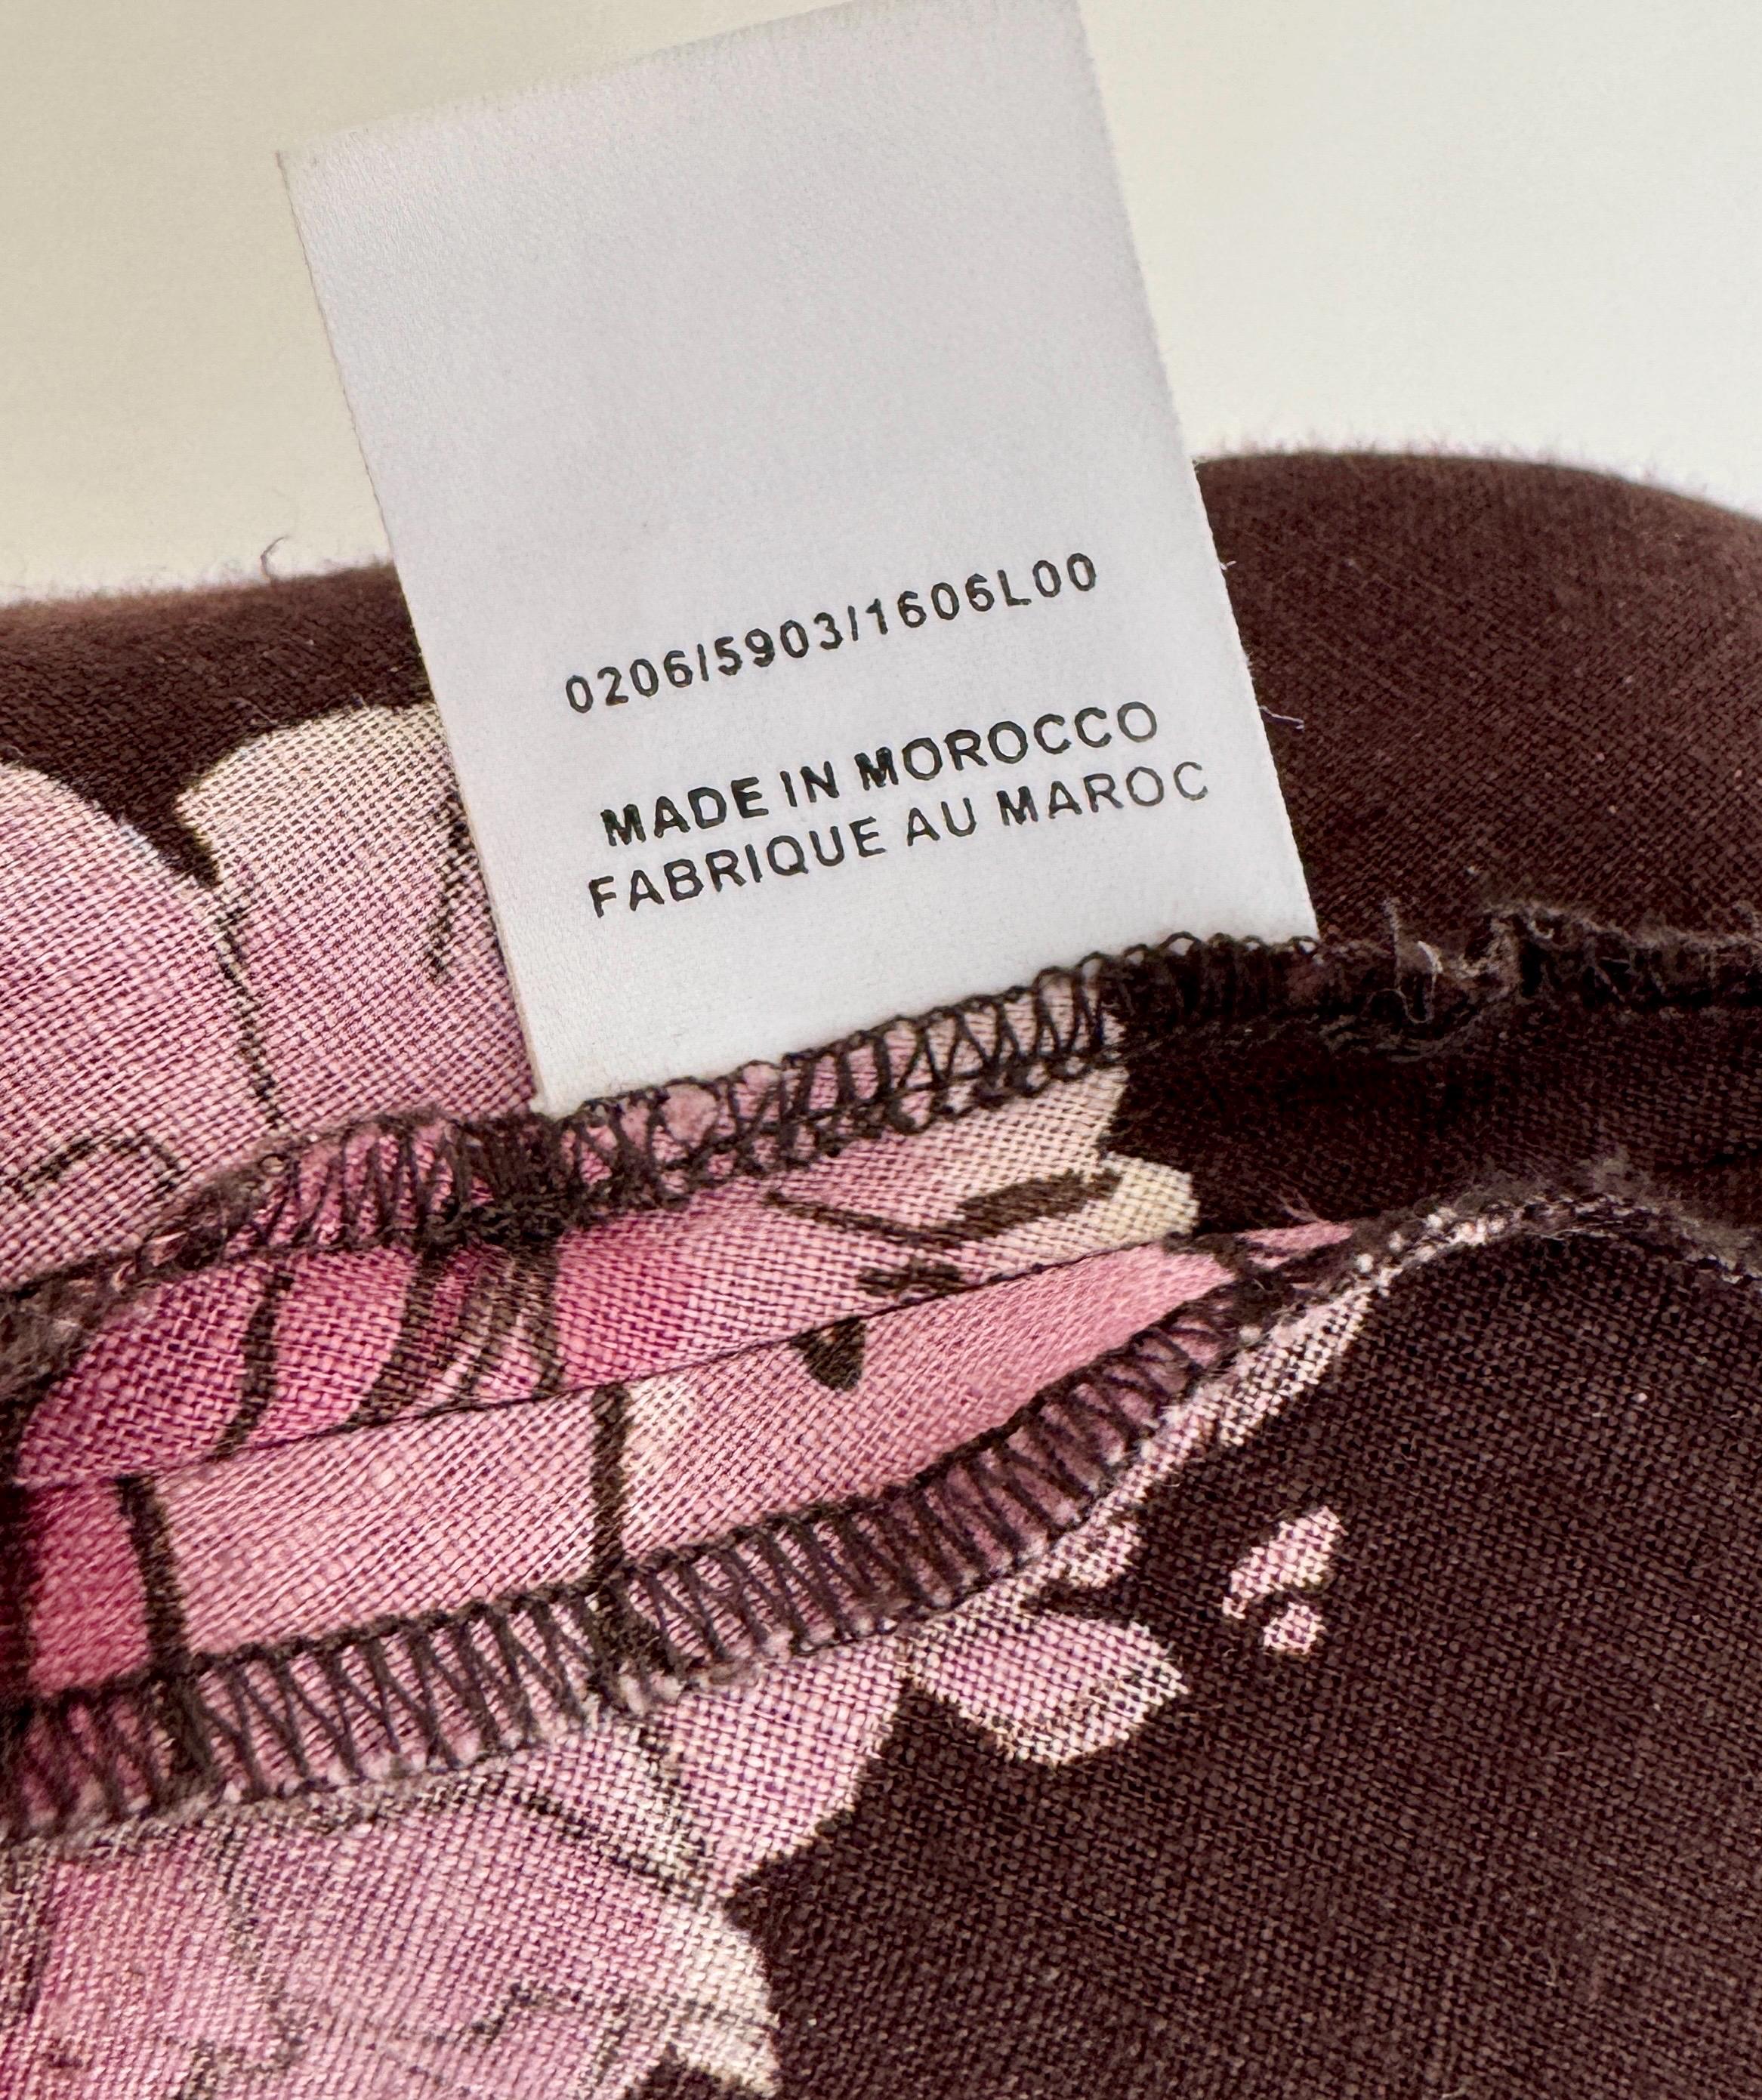 0206/5903/1606L00
MADE IN MOROCCO
FABRIQUE AU MAROC